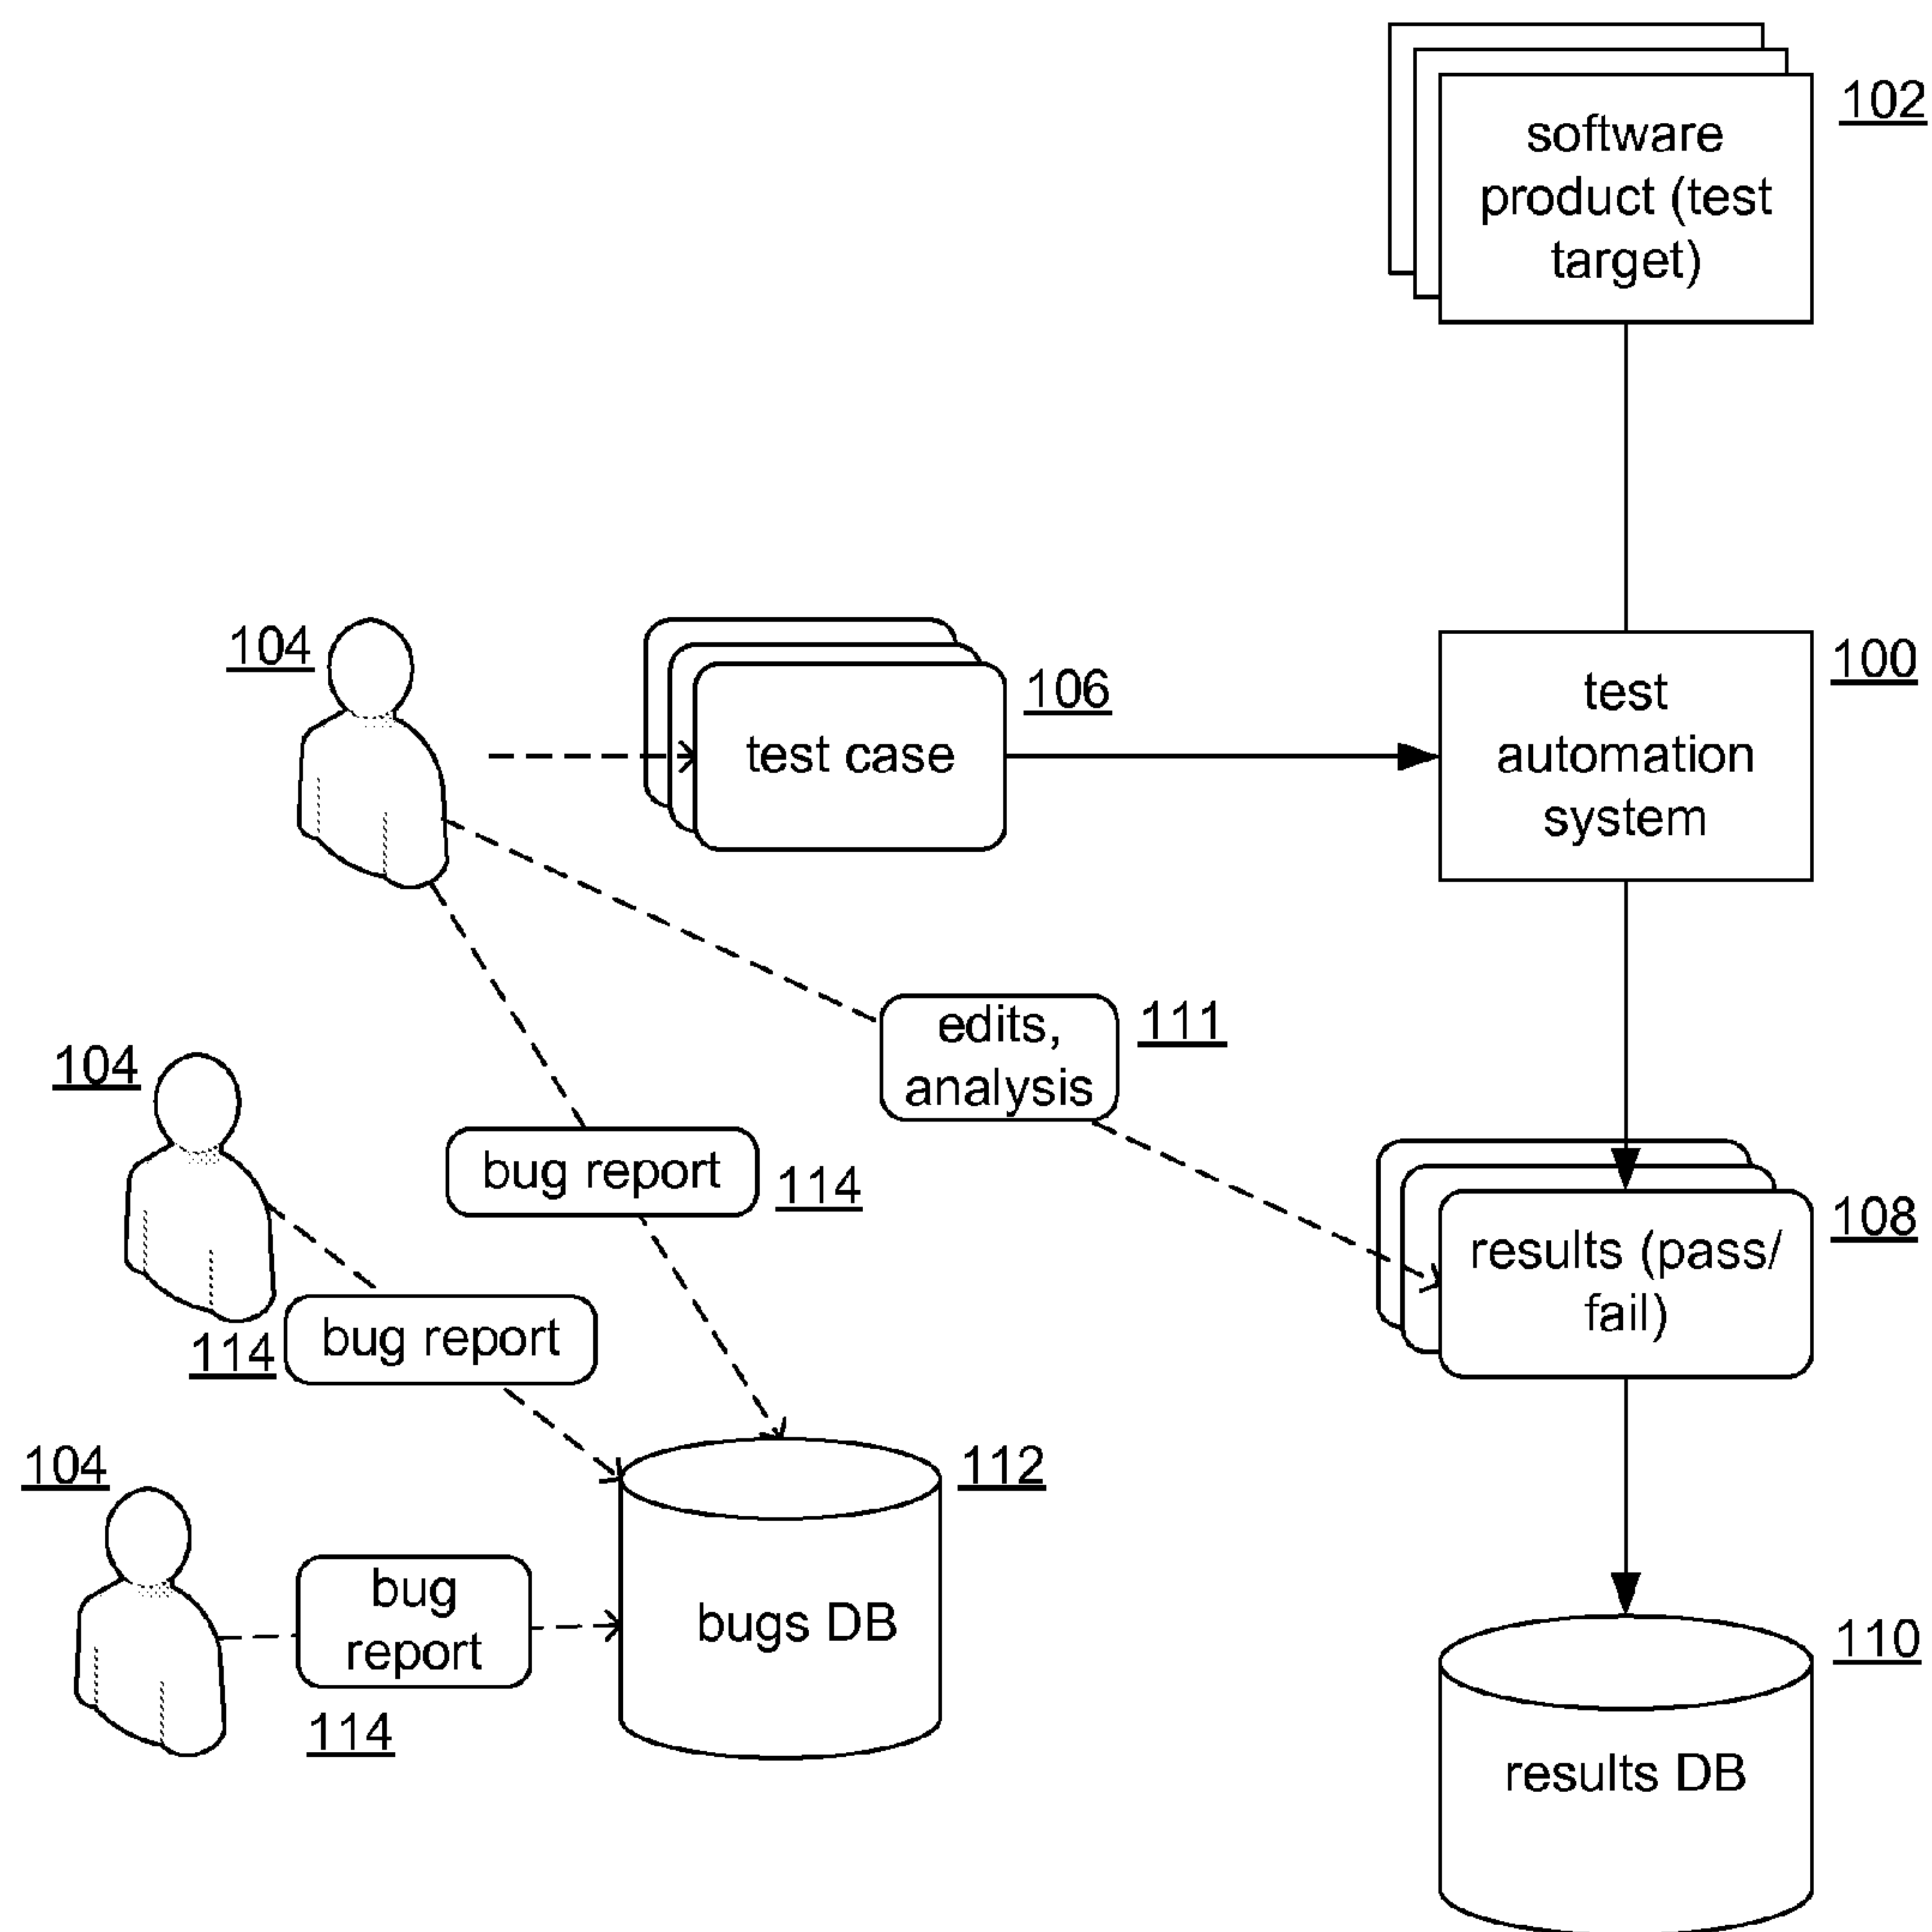 102
software
product (test
target)
104
106
test case
100
test
automation
system
edits,
analysis
111
104
bug report
114
108
results (pass/
fail)
114
bug report
104
112
bugs DB
bug
report
114
110
results DB